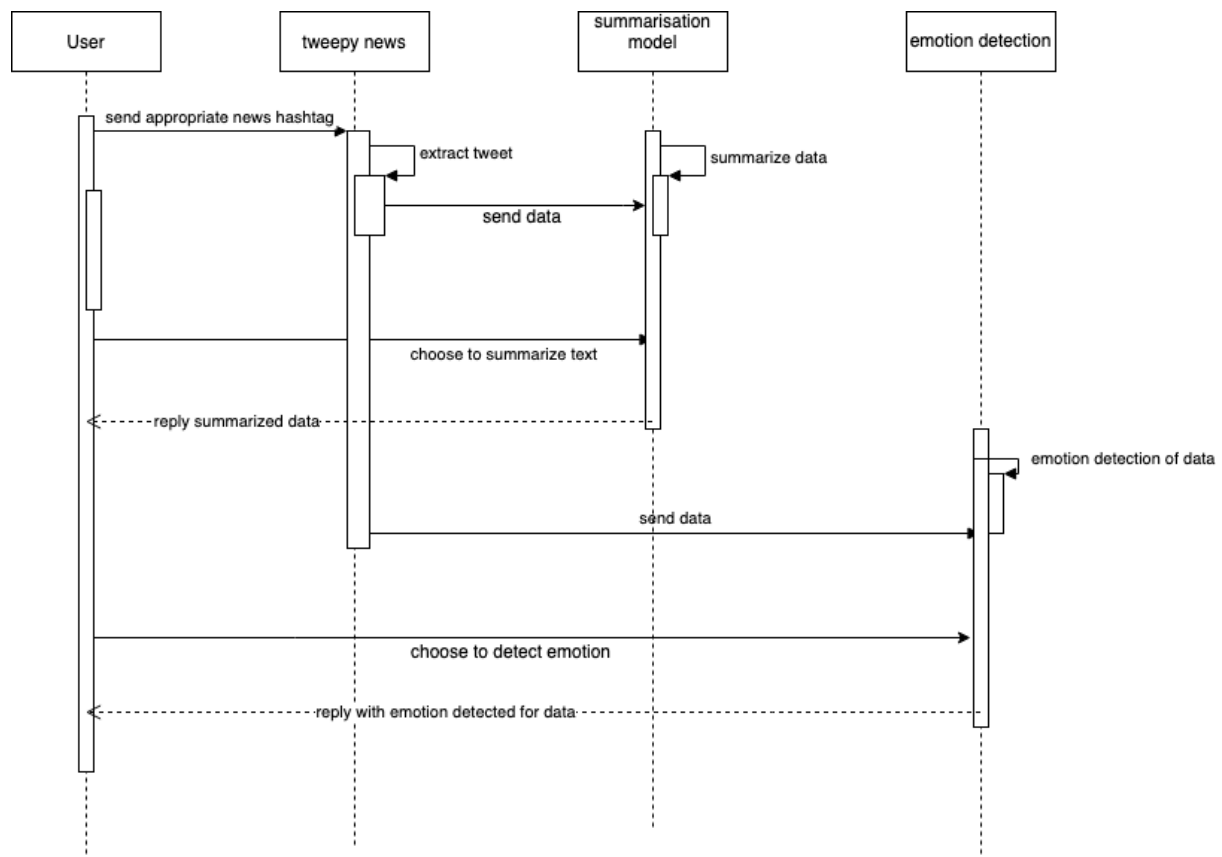 User
tweepy news
summarisation
model
emotion detection
send appropriate news hashtag
extract tweet
summarize data
send data
choose to summarize text
reply summarized data
emotion detection of data
send data
choose to detect emotion
reply with emotion detected for data